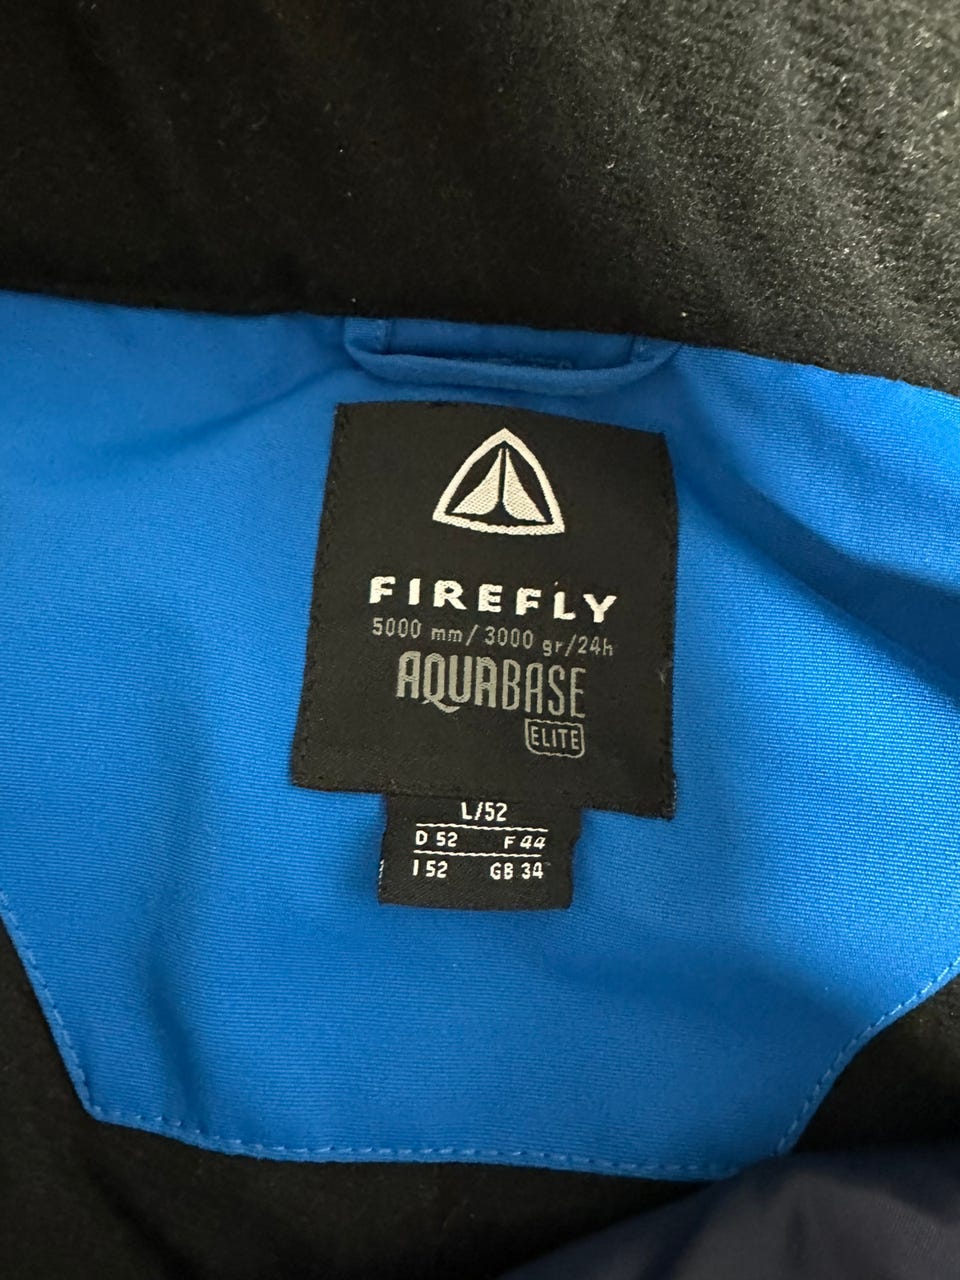 FIREFLY
5000 mm/ 3000 gr/24h
AQUABASE
ELITE
L/52
D 52 F 44
I 52 GB 34